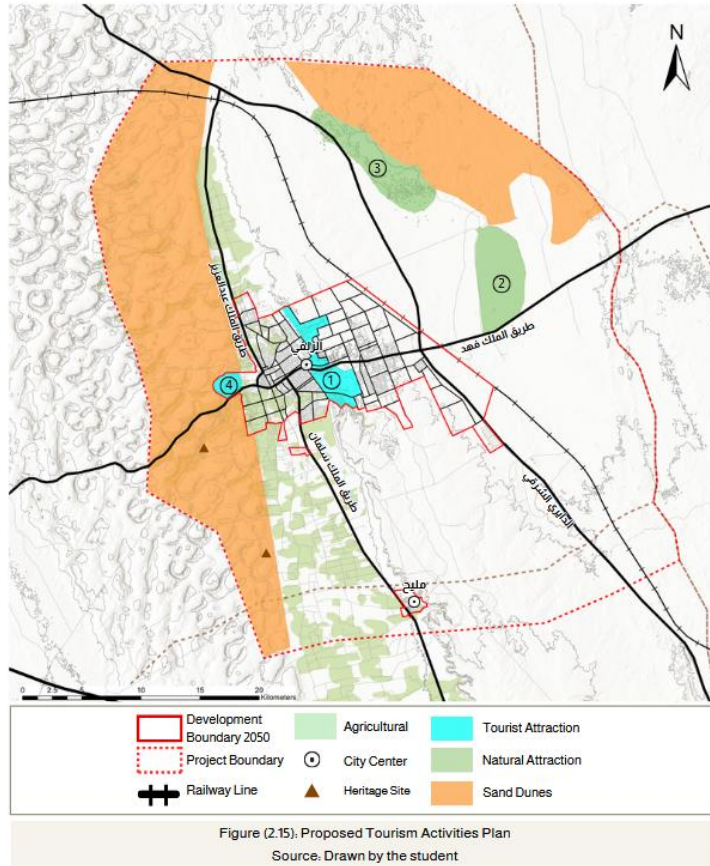 N
3
2
طريق الملك عبدالعزيز
طريق الملك فهد
الزلفي
1
4
طريق الملك سلمان
الدايري الشرقي
مليح
0 2.5 5 10 15 20
Kilometers
Development Boundary 2050
Agricultural
Tourist Attraction
Project Boundary
City Center
Natural Attraction
Railway Line
Heritage Site
Sand Dunes
Figure (2.15): Proposed Tourism Activities Plan
Source: Drawn by the student